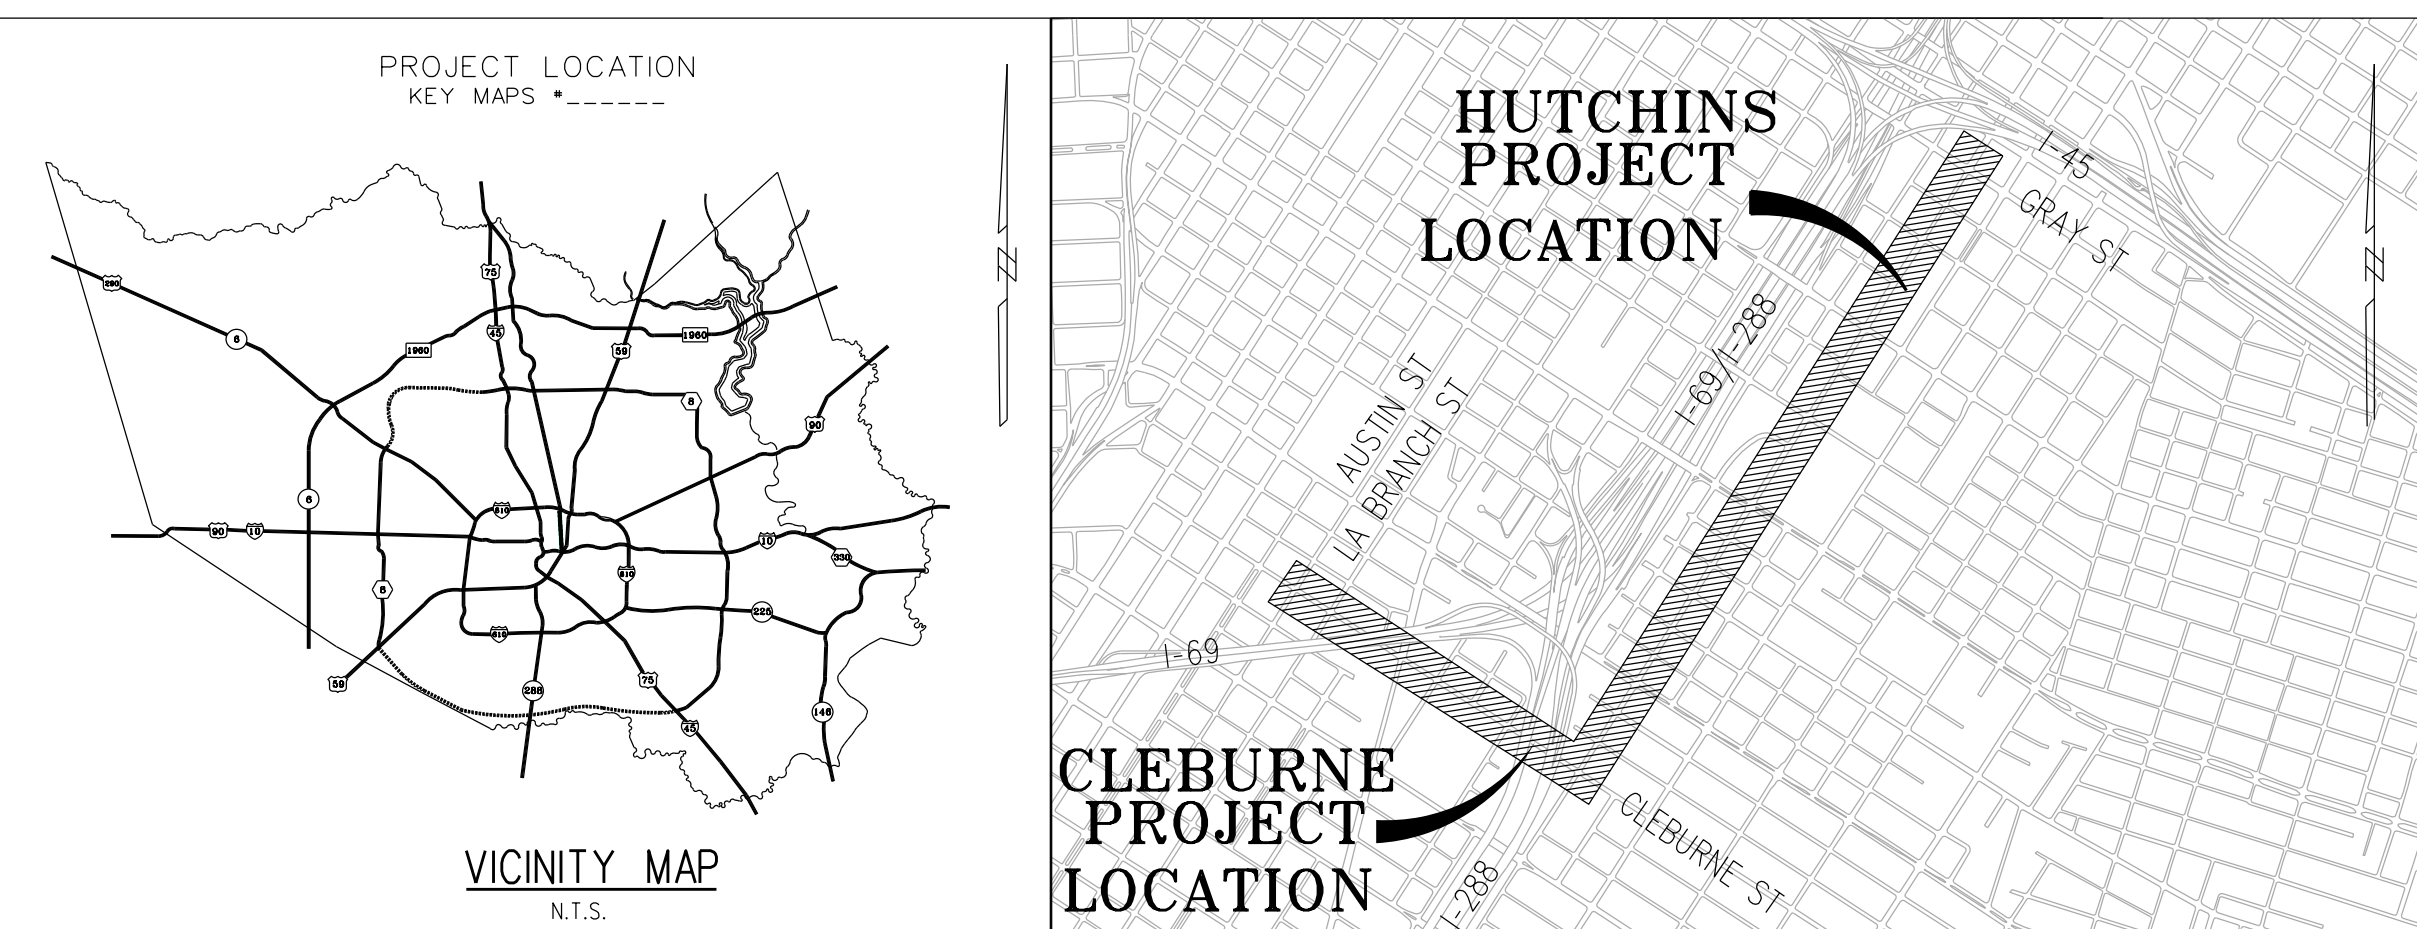 PROJECT LOCATION
KEY MAPS #______
290
6
1960
75
45
59
1960
8
90
6
90
10
610
610
10
330
8
225
610
59
288
75
45
146
VICINITY MAP
N.T.S.
N
HUTCHINS
PROJECT
LOCATION
I-45
GRAY ST
I-69/I-288
AUSTIN ST
LA BRANCH ST
I-69
CLEBURNE
PROJECT
LOCATION
I-288
CLEBURNE ST
N